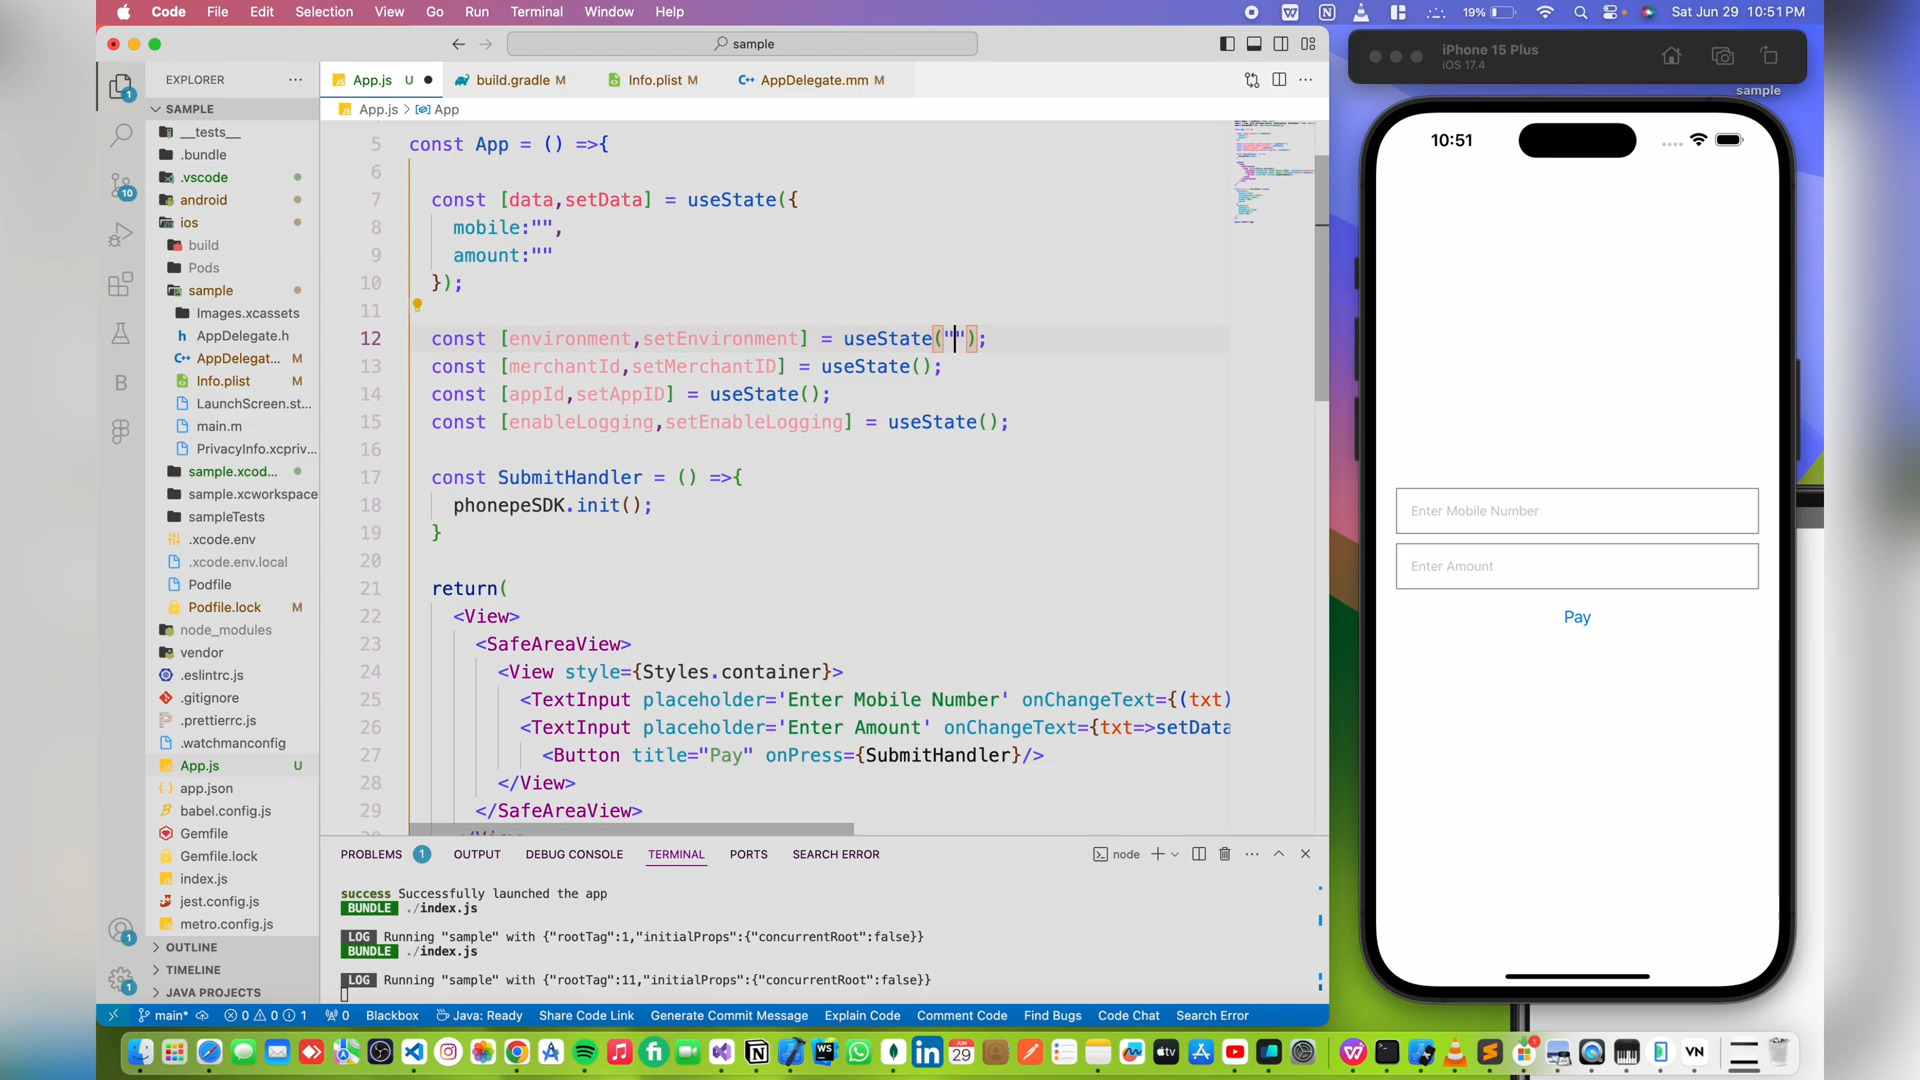 Code File Edit Selection View Go Run Terminal Window Help
19% Sat Jun 29 10:51 PM
sample
EXPLORER
App.js U
build.gradle M
Info.plist M
AppDelegate.mm M
App.js > App
SAMPLE
__tests__
.bundle
.vscode
android
ios
build
Pods
sample
Images.xcassets
AppDelegate.h
AppDelegat... M
Info.plist M
LaunchScreen.st...
main.m
PrivacyInfo.xcpriv...
sample.xcod...
sample.xcworkspace
sampleTests
.xcode.env
.xcode.env.local
Podfile
Podfile.lock M
node_modules
vendor
.eslintrc.js
.gitignore
.prettierrc.js
.watchmanconfig
App.js U
app.json
babel.config.js
Gemfile
Gemfile.lock
index.js
jest.config.js
metro.config.js
OUTLINE
TIMELINE
JAVA PROJECTS
5 const App = () =>{
6
7 const [data,setData] = useState({
8 mobile:"",
9 amount:""
10 });
11
12 const [environment,setEnvironment] = useState("");
13 const [merchantId,setMerchantID] = useState();
14 const [appId,setAppID] = useState();
15 const [enableLogging,setEnableLogging] = useState();
16
17 const SubmitHandler = () =>{
18 phonepeSDK.init();
19 }
20
21 return(
22 <View>
23 <SafeAreaView>
24 <View style={Styles.container}>
25 <TextInput placeholder='Enter Mobile Number' onChangeText={(txt)
26 <TextInput placeholder='Enter Amount' onChangeText={txt=>setData
27 <Button title="Pay" onPress={SubmitHandler}/>
28 </View>
29 </SafeAreaView>
PROBLEMS 1 OUTPUT DEBUG CONSOLE TERMINAL PORTS SEARCH ERROR
node
success Successfully launched the app
BUNDLE ./index.js
LOG Running "sample" with {"rootTag":1,"initialProps":{"concurrentRoot":false}}
BUNDLE ./index.js
LOG Running "sample" with {"rootTag":11,"initialProps":{"concurrentRoot":false}}
main* 0 0 1 0 Blackbox Java: Ready Share Code Link Generate Commit Message Explain Code Comment Code Find Bugs Code Chat Search Error
iPhone 15 Plus
iOS 17.4
sample
10:51
Enter Mobile Number
Enter Amount
Pay